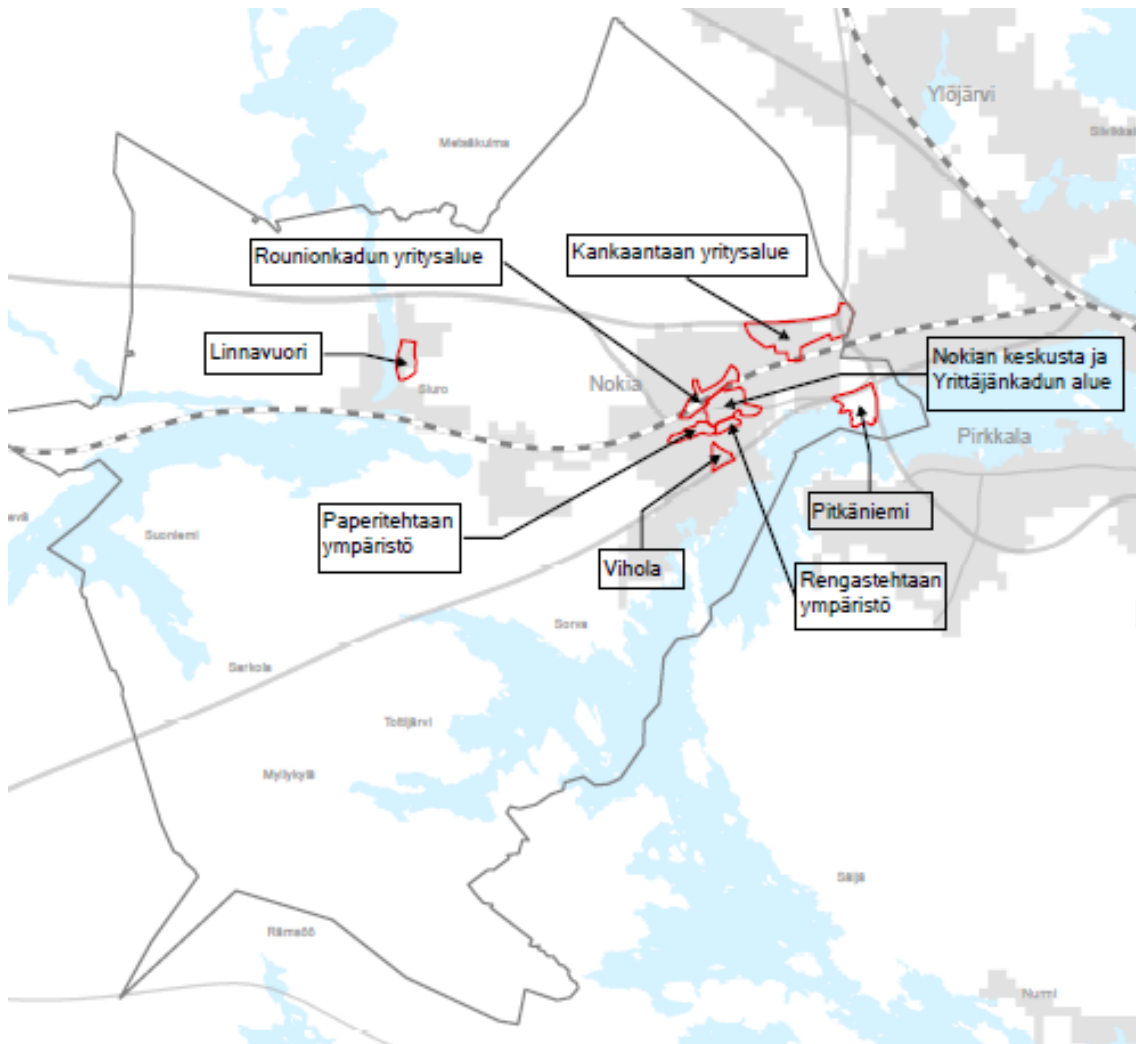 Ylöjärvi
Metsäkulma
Rounionkadun yritysalue
Kankaantaan yritysalue
Linnavuori
Siuro
Nokia
Nokian keskusta ja
Yrittäjänkadun alue
Pirkkala
Pitkäniemi
Paperitehtaan
ympäristö
Vihola
Rengastehtaan
ympäristö
Suoniemi
Sorva
Sarkola
Tottijärvi
Myllykylä
Säijä
Rämsöö
Nurmi